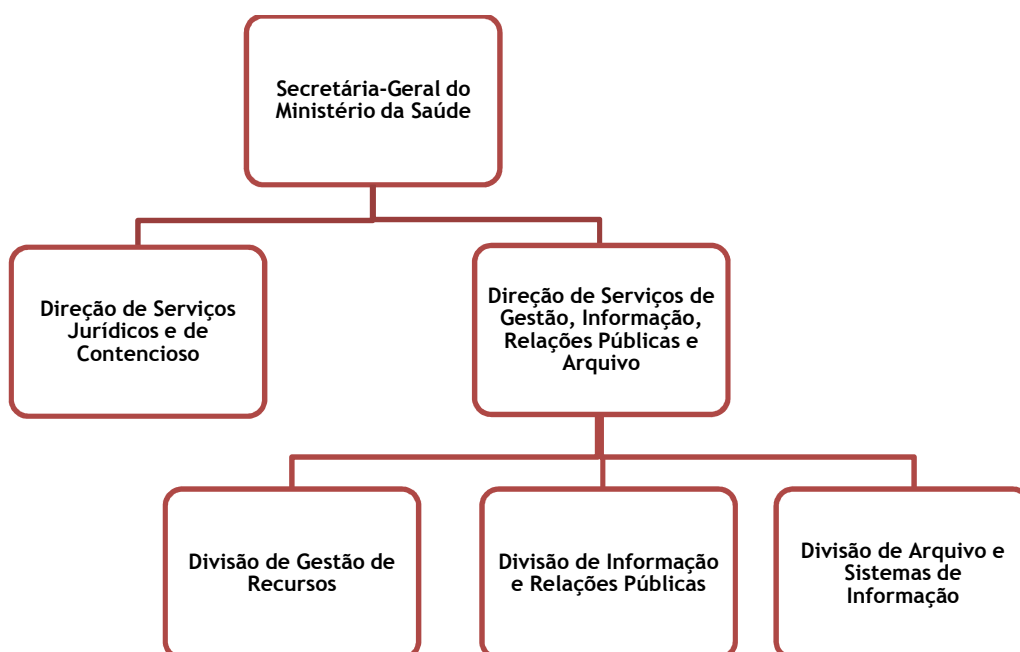 Secretária-Geral do
Ministério da Saúde
Direção de Serviços
Jurídicos e de
Contencioso
Direção de Serviços de
Gestão, Informação,
Relações Públicas e
Arquivo
Divisão de Gestão de
Recursos
Divisão de Informação
e Relações Públicas
Divisão de Arquivo e
Sistemas de
Informação